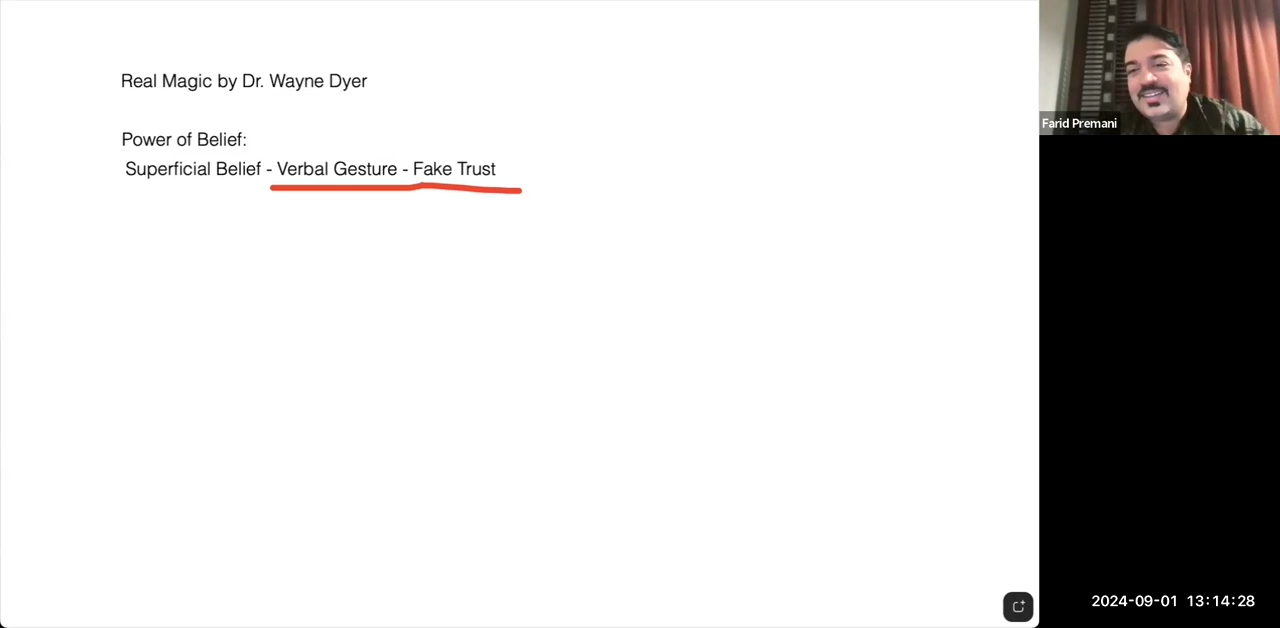 Real Magic by Dr. Wayne Dyer
Power of Belief:
Superficial Belief - Verbal Gesture - Fake Trust
Farid Premani
2024-09-01 13:14:28